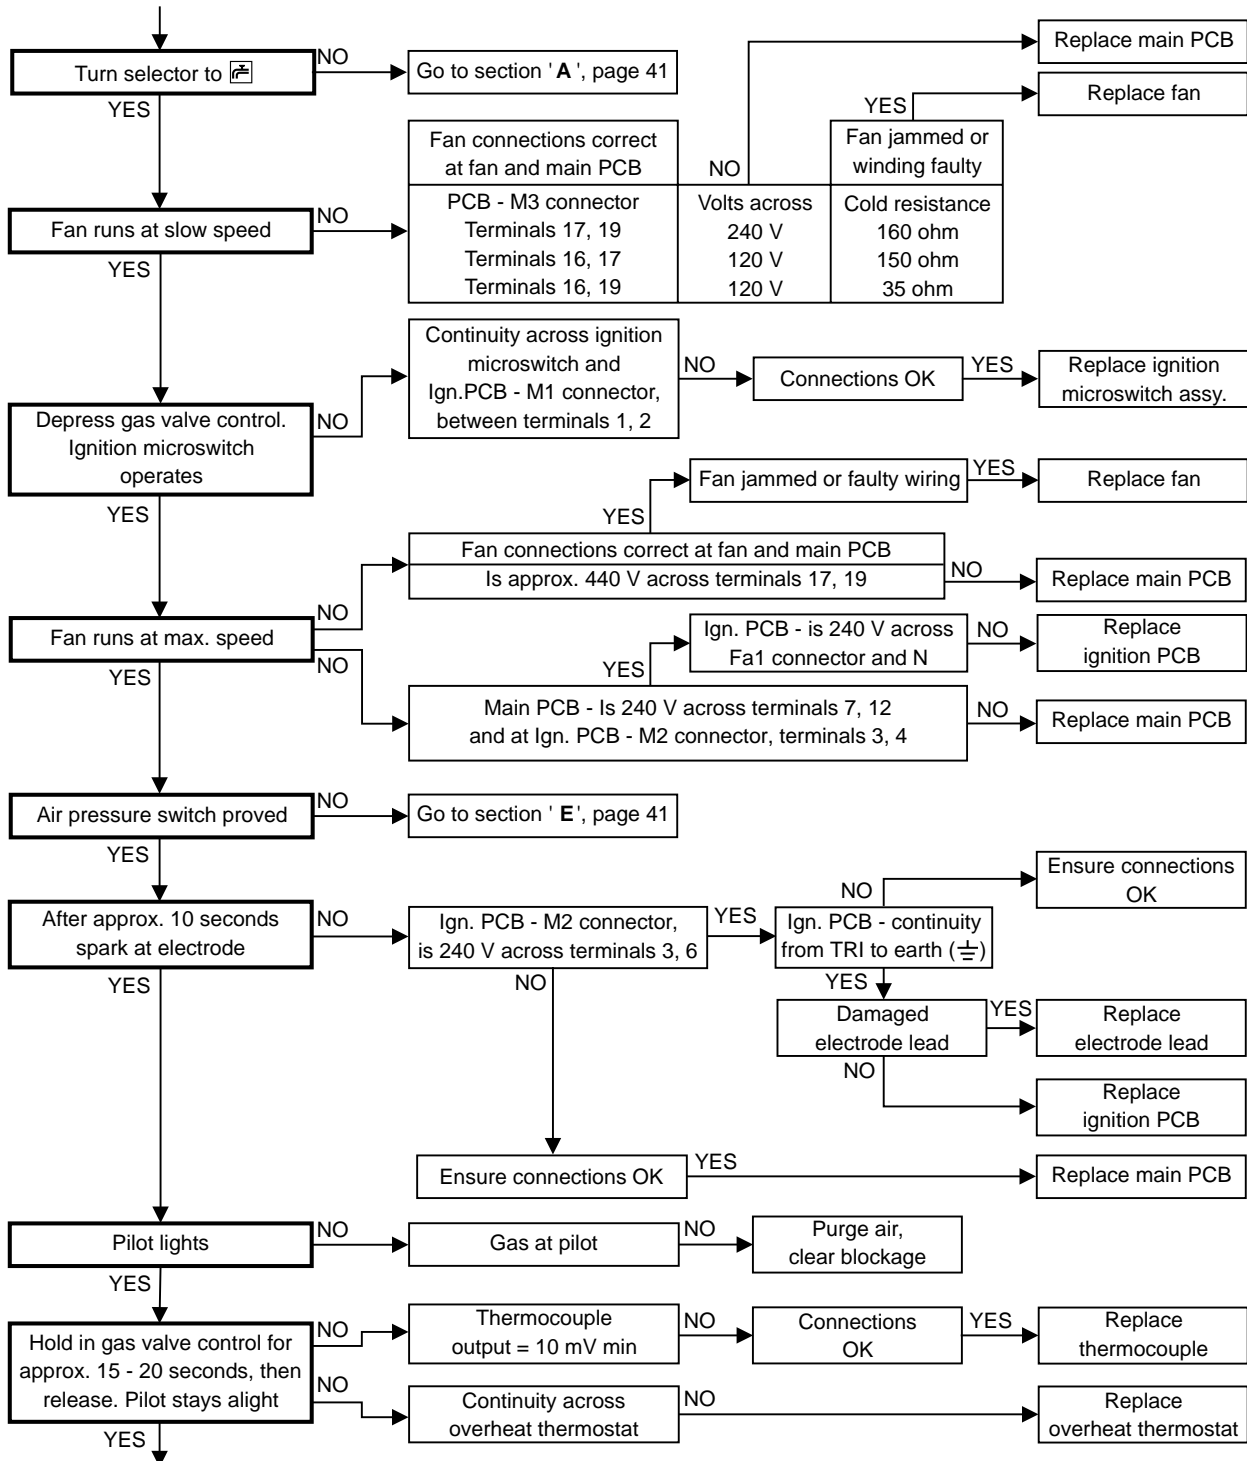 Replace main PCB
Turn selector to
NO
Go to section ' A ', page 41
YES
YES
Replace fan
Fan connections correct
at fan and main PCB
NO
Fan jammed or
winding faulty
PCB - M3 connector
Volts across
Cold resistance
Fan runs at slow speed
NO
Terminals 17, 19
240 V
160 ohm
Terminals 16, 17
120 V
150 ohm
Terminals 16, 19
120 V
35 ohm
YES
Continuity across ignition
microswitch and
Ign.PCB - M1 connector,
between terminals 1, 2
NO
Connections OK
YES
Replace ignition
microswitch assy.
Depress gas valve control.
Ignition microswitch
operates
NO
YES
Fan jammed or faulty wiring
YES
Replace fan
YES
Fan connections correct at fan and main PCB
Is approx. 440 V across terminals 17, 19
NO
Replace main PCB
Fan runs at max. speed
NO
NO
Ign. PCB - is 240 V across
Fa1 connector and N
NO
Replace
ignition PCB
YES
YES
Main PCB - Is 240 V across terminals 7, 12
and at Ign. PCB - M2 connector, terminals 3, 4
NO
Replace main PCB
Air pressure switch proved
NO
Go to section ' E', page 41
YES
Ensure connections
OK
NO
After approx. 10 seconds
spark at electrode
NO
Ign. PCB - M2 connector,
is 240 V across terminals 3, 6
YES
Ign. PCB - continuity
from TRI to earth ( )
YES
NO
YES
Damaged
electrode lead
YES
Replace
electrode lead
NO
Replace
ignition PCB
Ensure connections OK
YES
Replace main PCB
Pilot lights
NO
Gas at pilot
NO
Purge air,
clear blockage
YES
Hold in gas valve control for
approx. 15 - 20 seconds, then
release. Pilot stays alight
NO
Thermocouple
output = 10 mV min
NO
Connections
OK
YES
Replace
thermocouple
NO
Continuity across
overheat thermostat
NO
Replace
overheat thermostat
YES